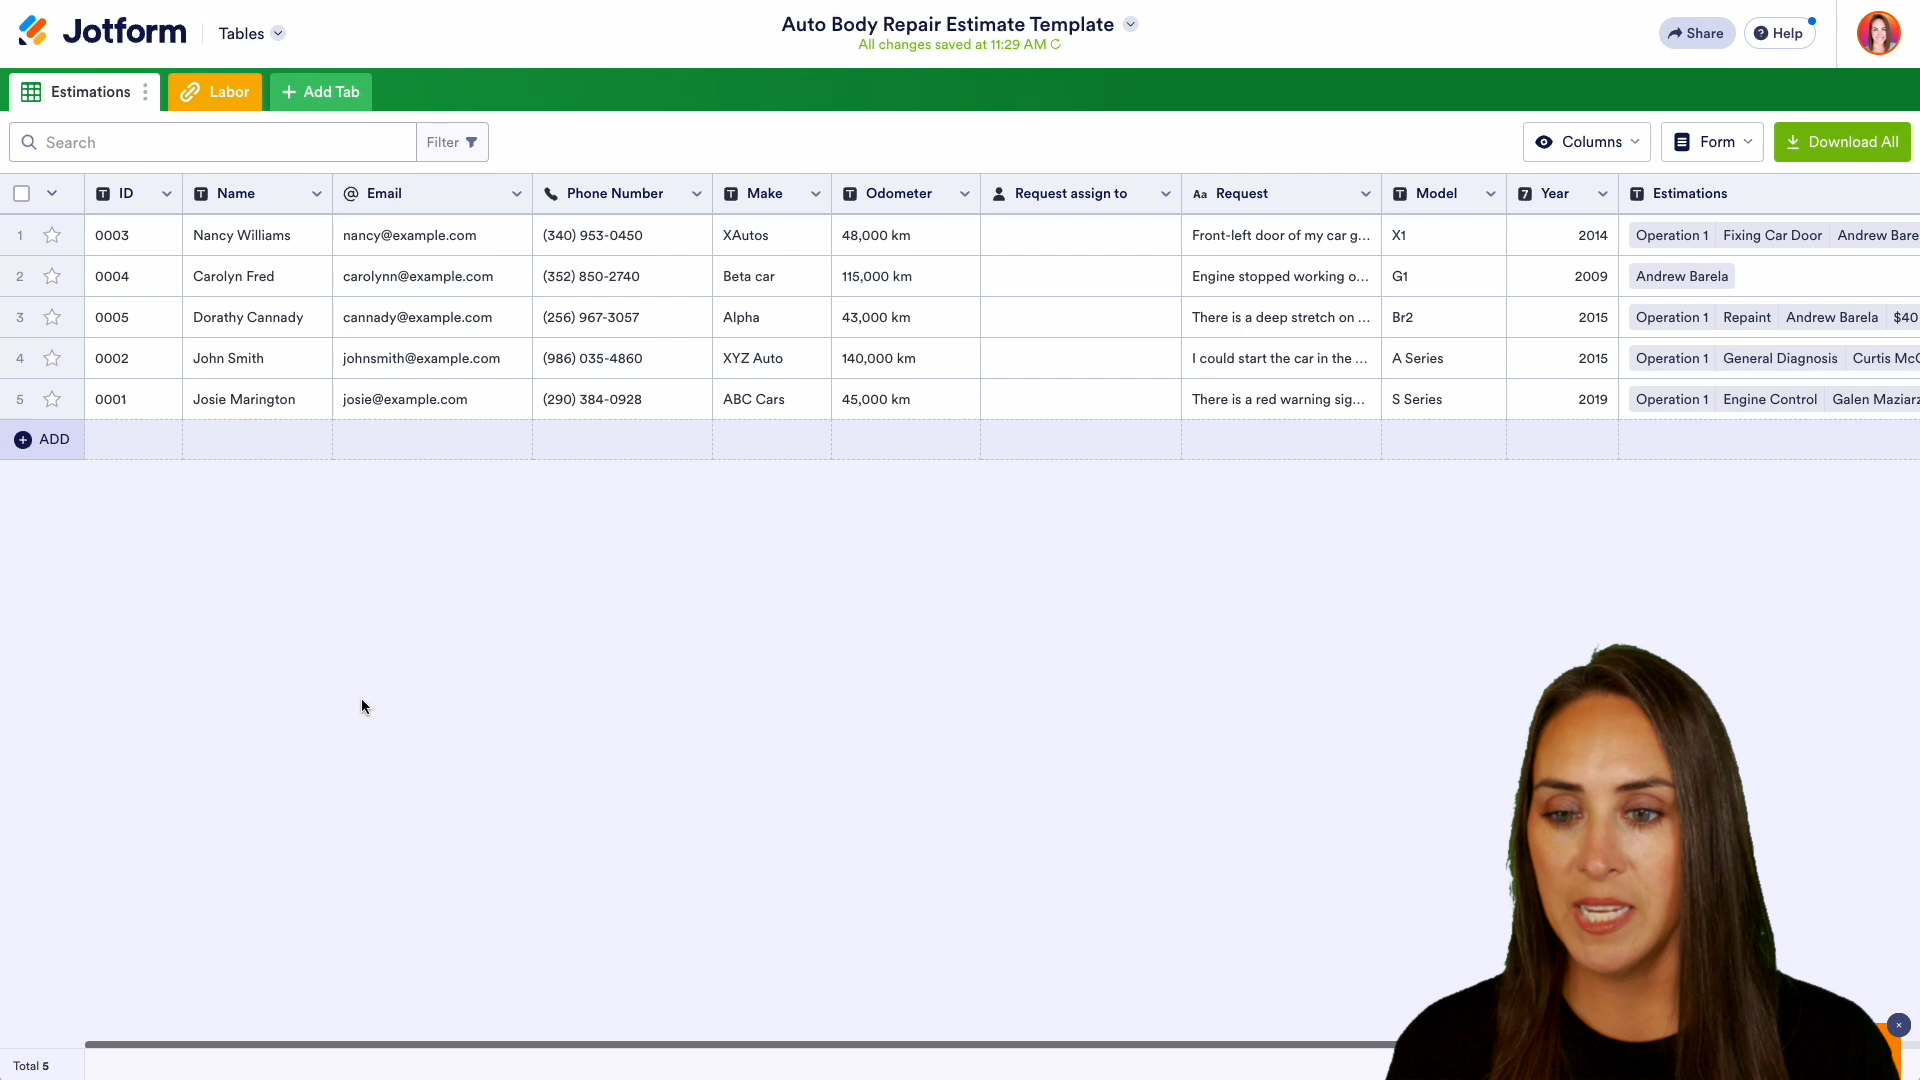 Jotform Tables Auto Body Repair Estimate Template Share Help
All changes saved at 11:29 AM
Estimations Labor + Add Tab
Search Filter Columns Form Download All
ID Name Email Phone Number Make Odometer Request assign to Request Model Year Estimations
1 0003 Nancy Williams nancy@example.com (340) 953-0450 XAutos 48,000 km Front-left door of my car g... X1 2014 Operation 1 Fixing Car Door Andrew Bare
2 0004 Carolyn Fred carolynn@example.com (352) 850-2740 Beta car 115,000 km Engine stopped working o... G1 2009 Andrew Barela
3 0005 Dorathy Cannady cannady@example.com (256) 967-3057 Alpha 43,000 km There is a deep stretch on ... Br2 2015 Operation 1 Repaint Andrew Barela $40
4 0002 John Smith johnsmith@example.com (986) 035-4860 XYZ Auto 140,000 km I could start the car in the ... A Series 2015 Operation 1 General Diagnosis Curtis McC
5 0001 Josie Marington josie@example.com (290) 384-0928 ABC Cars 45,000 km There is a red warning sig... S Series 2019 Operation 1 Engine Control Galen Maziarz
ADD
Total 5